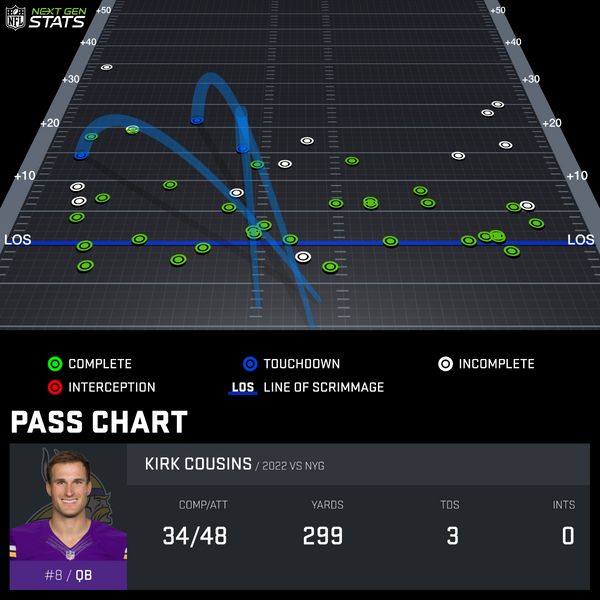 NFL NEXT GEN STATS
+50 +50
+30 +30
+20 +20
+10 +10
LOS LOS
COMPLETE TOUCHDOWN INCOMPLETE
INTERCEPTION LOS LINE OF SCRIMMAGE
PASS CHART
KIRK COUSINS / 2022 VS NYG
COMP/ATT YARDS TDS INTS
34/48 299 3 0
#8 / QB